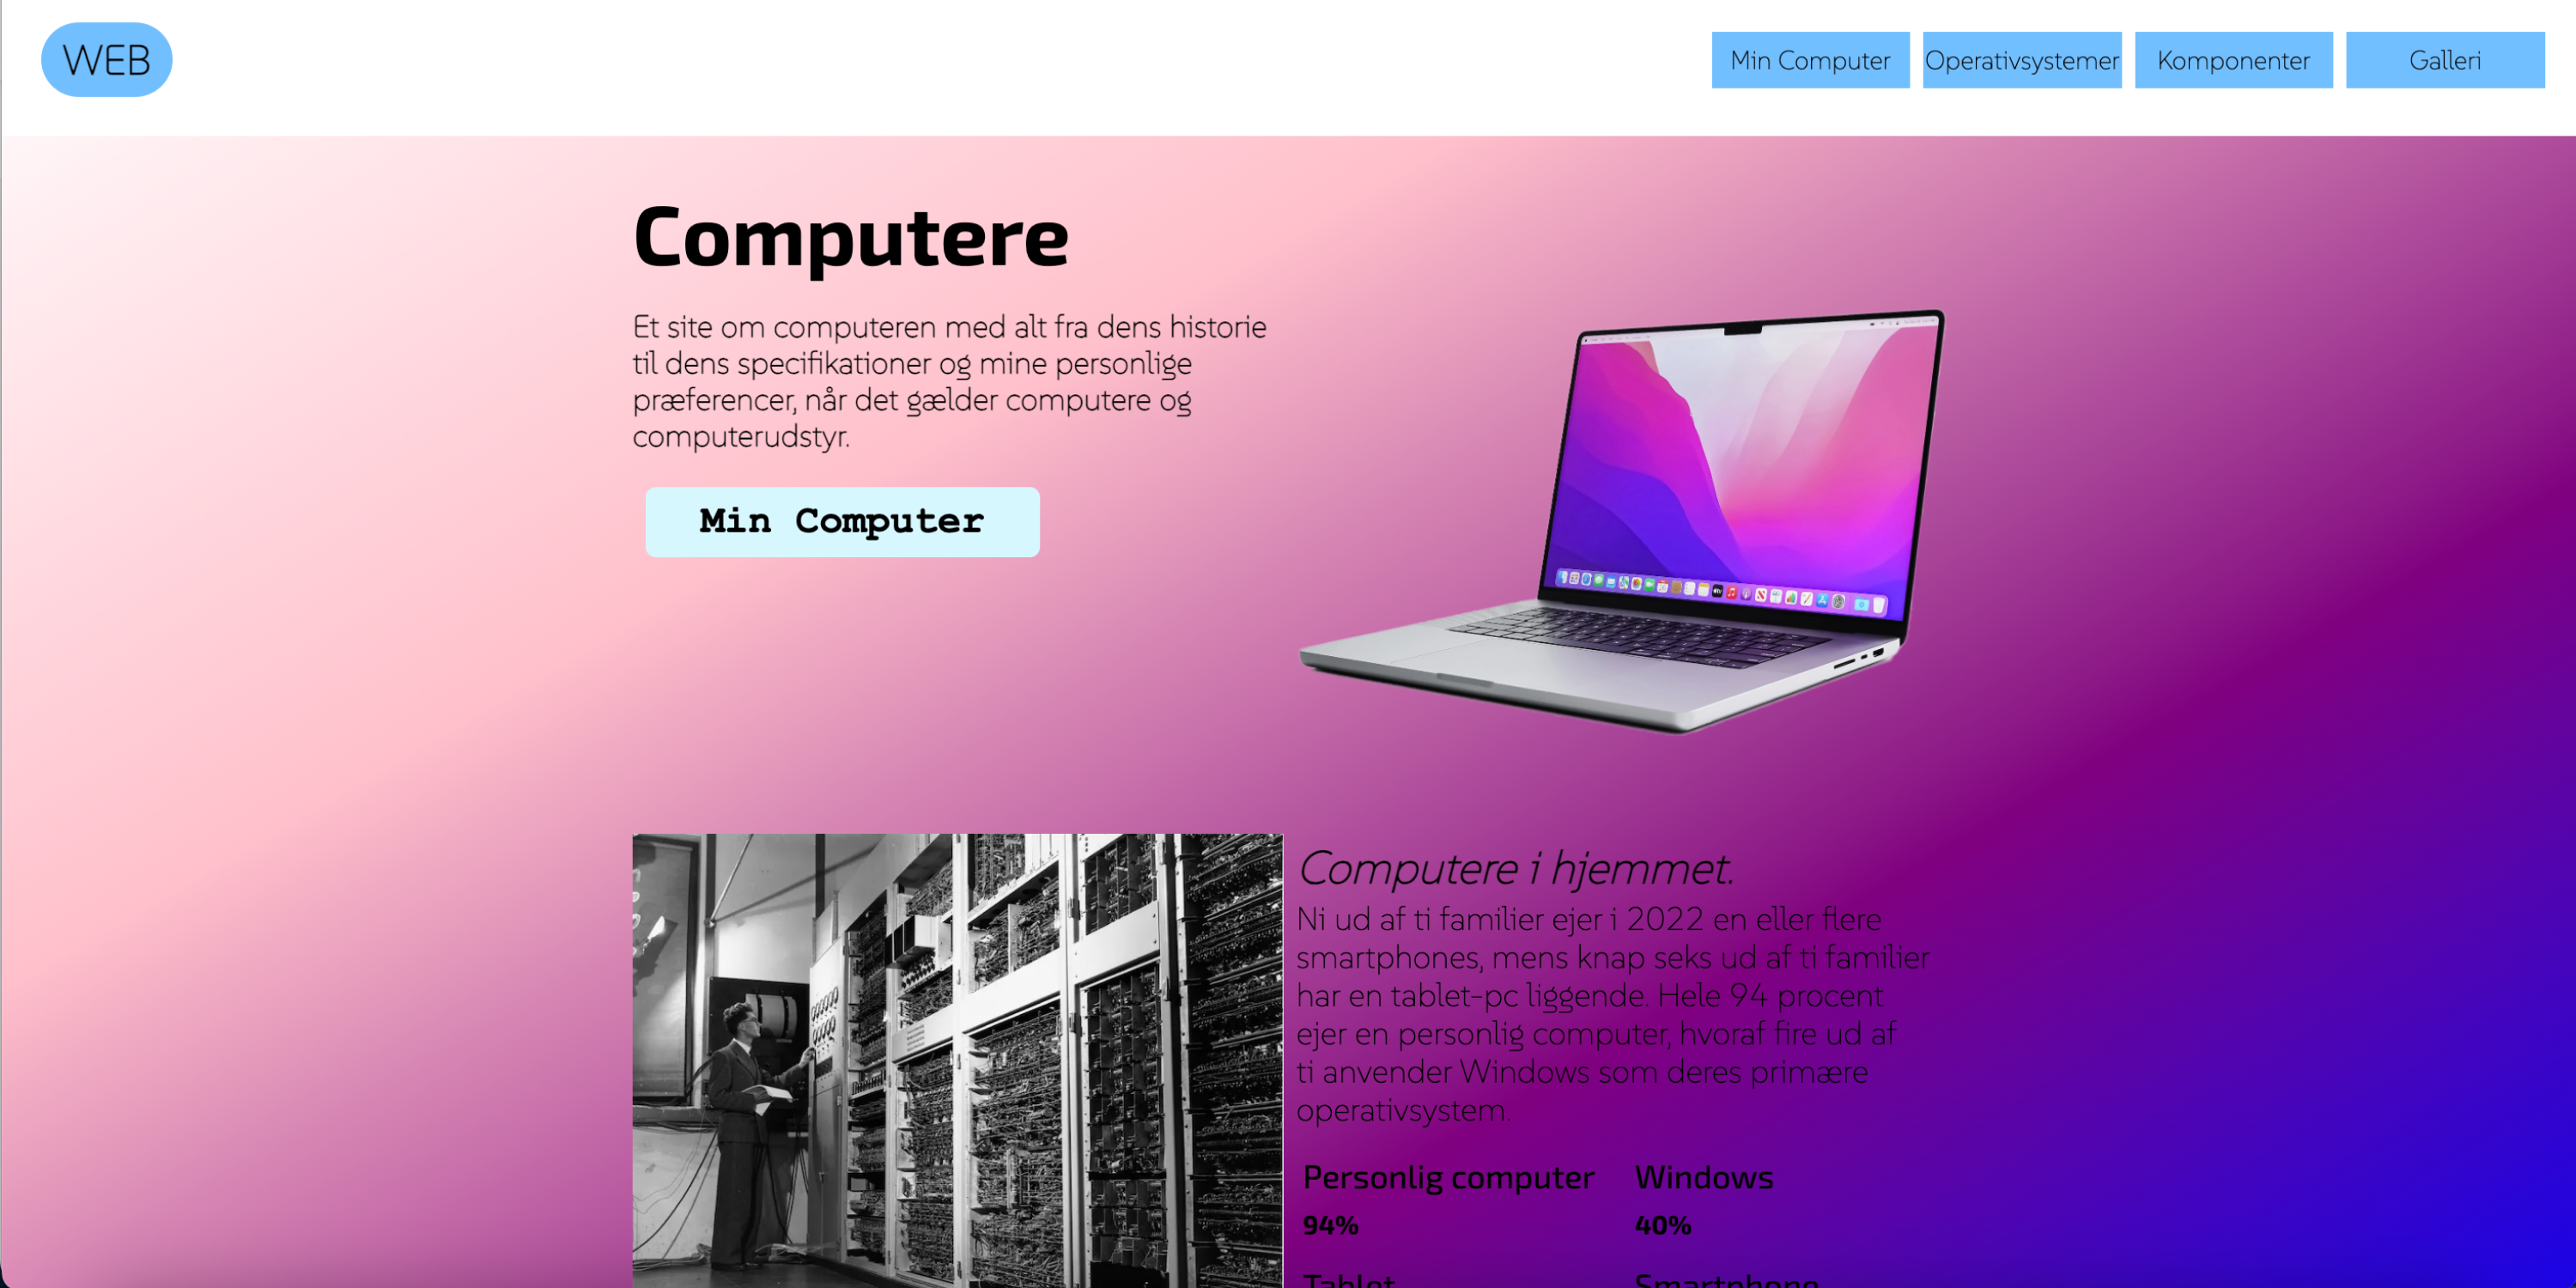 WEB
Min Computer
Operativsystemer
Komponenter
Galleri
Computere
Et site om computeren med alt fra dens historie
til dens specifikationer og mine personlige
præferencer, når det gælder computere og
computerudstyr.
Min Computer
Computere i hjemmet.
Ni ud af ti familier ejer i 2022 en eller flere
smartphones, mens knap seks ud af ti familier
har en tablet-pc liggende. Hele 94 procent
ejer en personlig computer, hvoraf fire ud af
ti anvender Windows som deres primære
operativsystem.
Personlig computer
94%
Windows
40%
Tablet
Smartphone